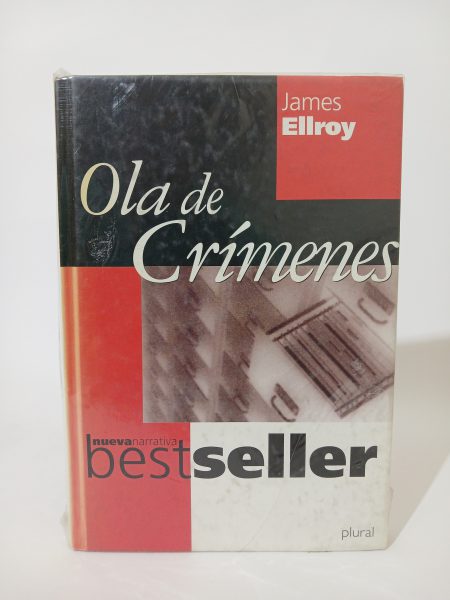 James
Ellroy
Ola de
Crímenes
nuevanarrativa
bestseller
plural